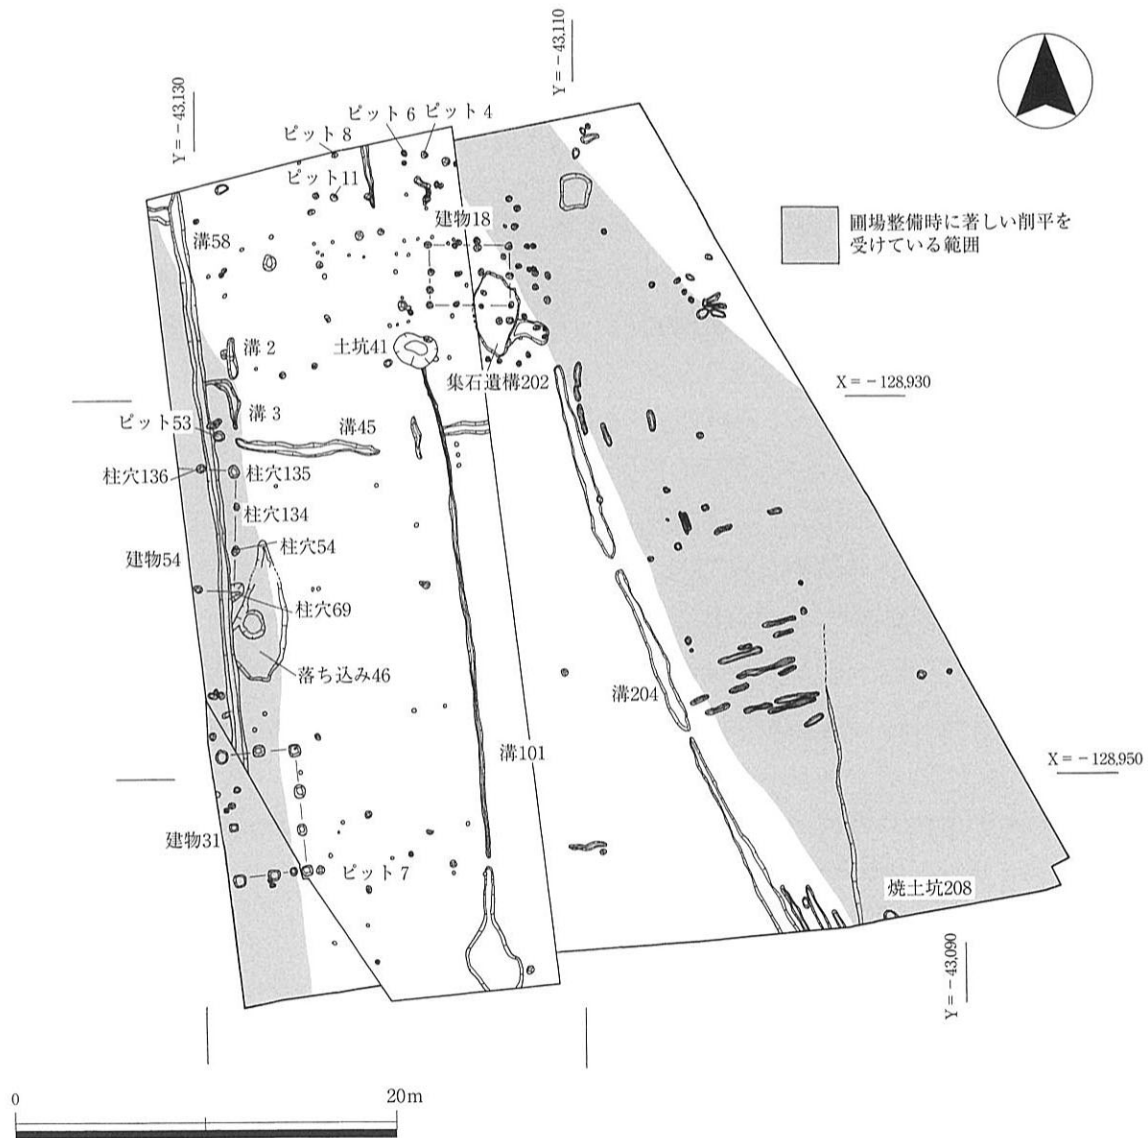 Y=-43,110
Y=-43,130
ピット6 ピット4
ピット8
ピット11
建物18
圃場整備時に著しい削平を
受けている範囲
溝58
溝2
土坑41
集石遺構202
X=-128,930
溝3
ピット53
溝45
柱穴136
柱穴135
柱穴134
柱穴54
建物54
柱穴69
落ち込み46
溝204
溝101
X=-128,950
建物31
ピット7
焼土坑208
Y=-43,090
0
20m